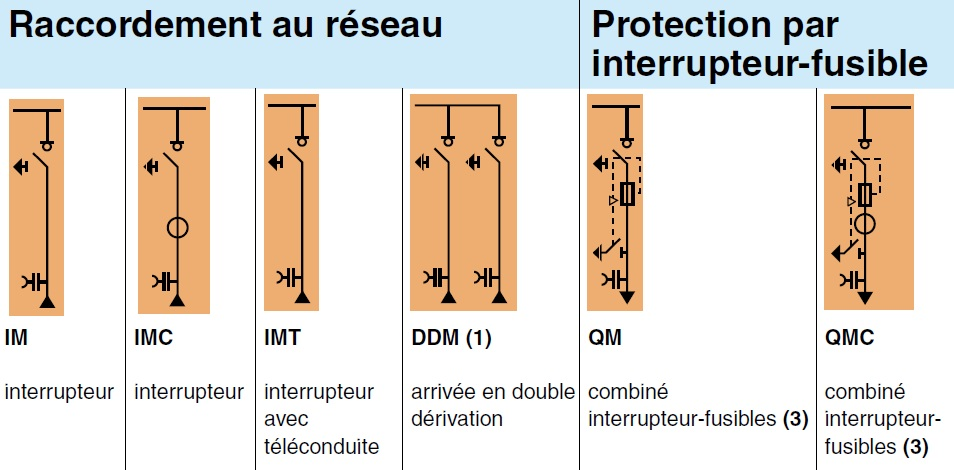 Raccordement au réseau
Protection par
interrupteur-fusible
IM
interrupteur
IMC
interrupteur
IMT
interrupteur
avec
téléconduite
DDM (1)
arrivée en double
dérivation
QM
combiné
interrupteur-fusibles (3)
QMC
combiné
interrupteur-
fusibles (3)